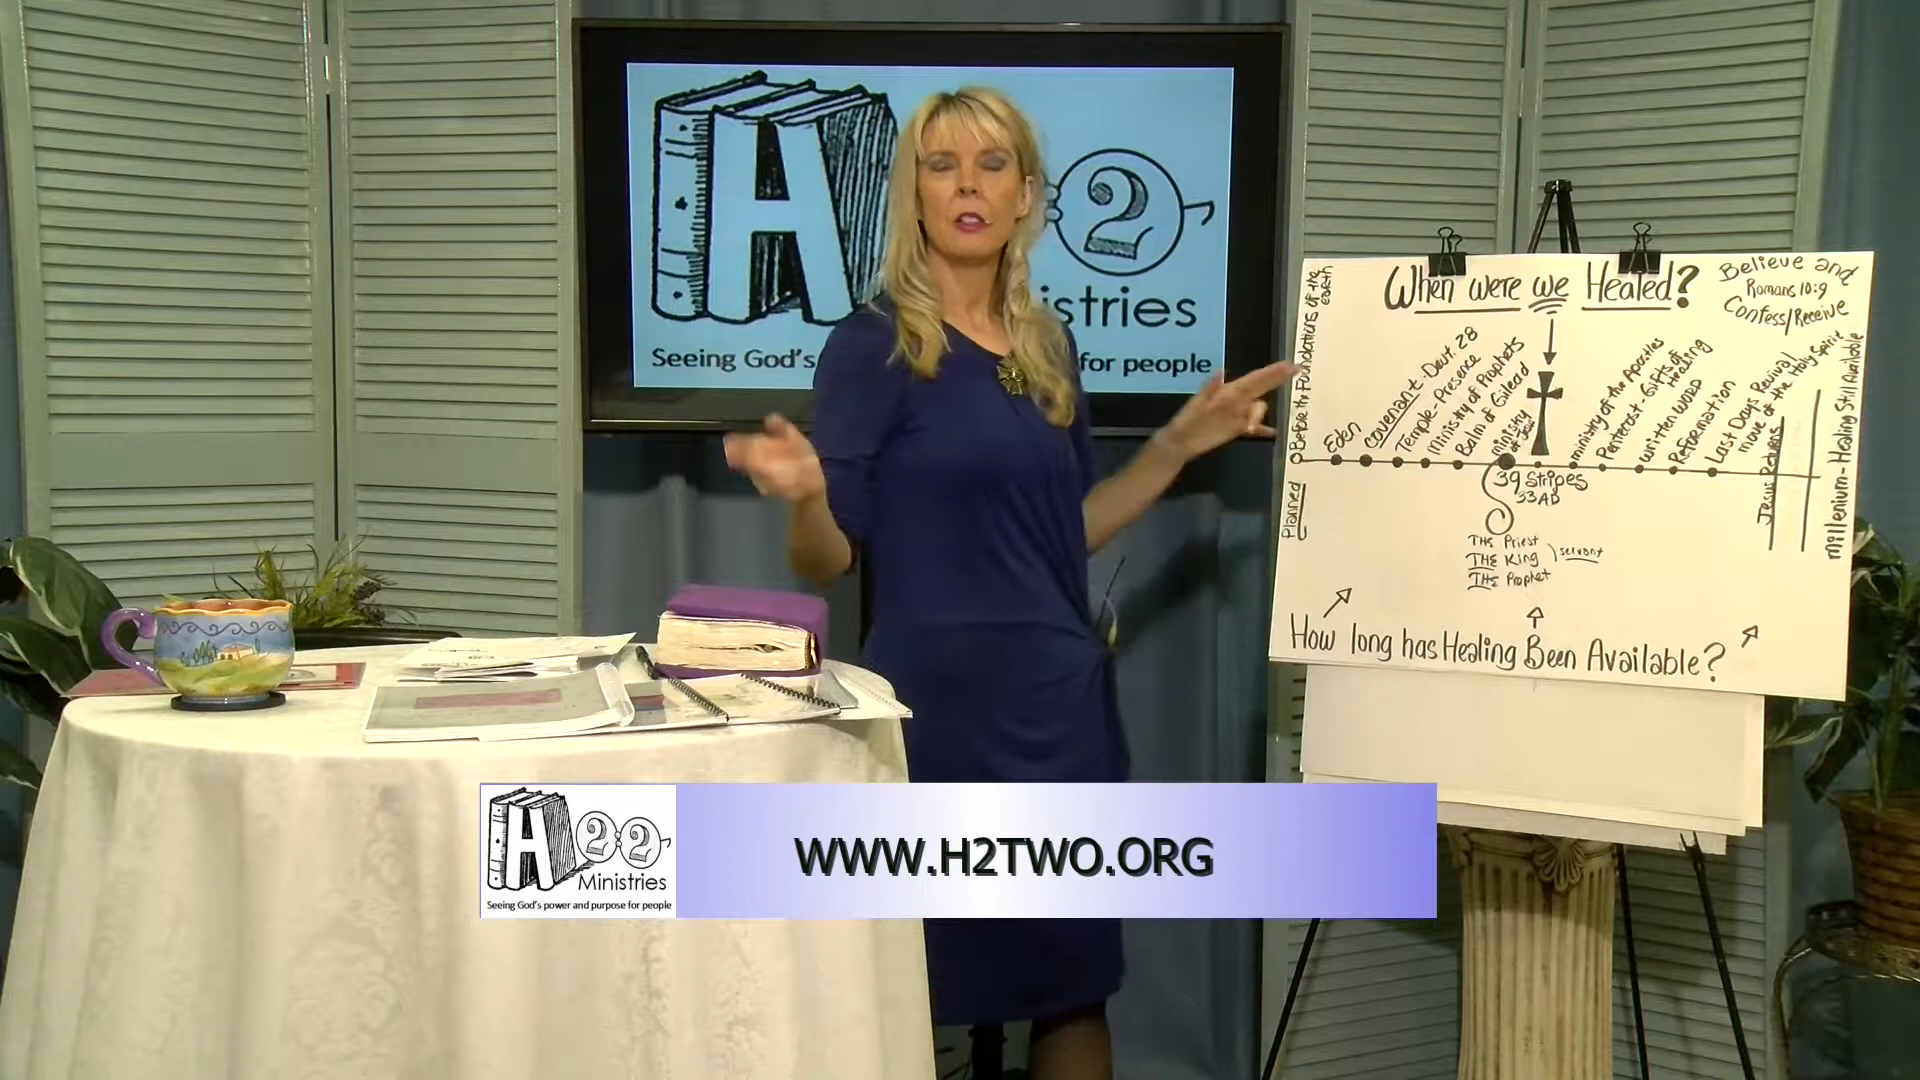 H 2
istries
Seeing God's for people
When were we Healed?
Believe and
Romans 10:9
Confess/Receive
Before the Foundations of the
Earth
Planned
Eden
Covenant - Deut. 28
Temple - Presence
Ministry of Prophets
Balm of Gilead
ministry
of Jesus
ministry of the Apostles
Pentecost - Gifts of
Healing
written WORD
Reformation
Last Days Revival
move of the Holy Spirit
Jesus Returns
Millenium - Healing Still Available
39 Stripes
33 AD
THE Priest
THE King
THE Prophet
servant
How long has Healing Been Available?
H22
Ministries
Seeing God's power and purpose for people
WWW.H2TWO.ORG